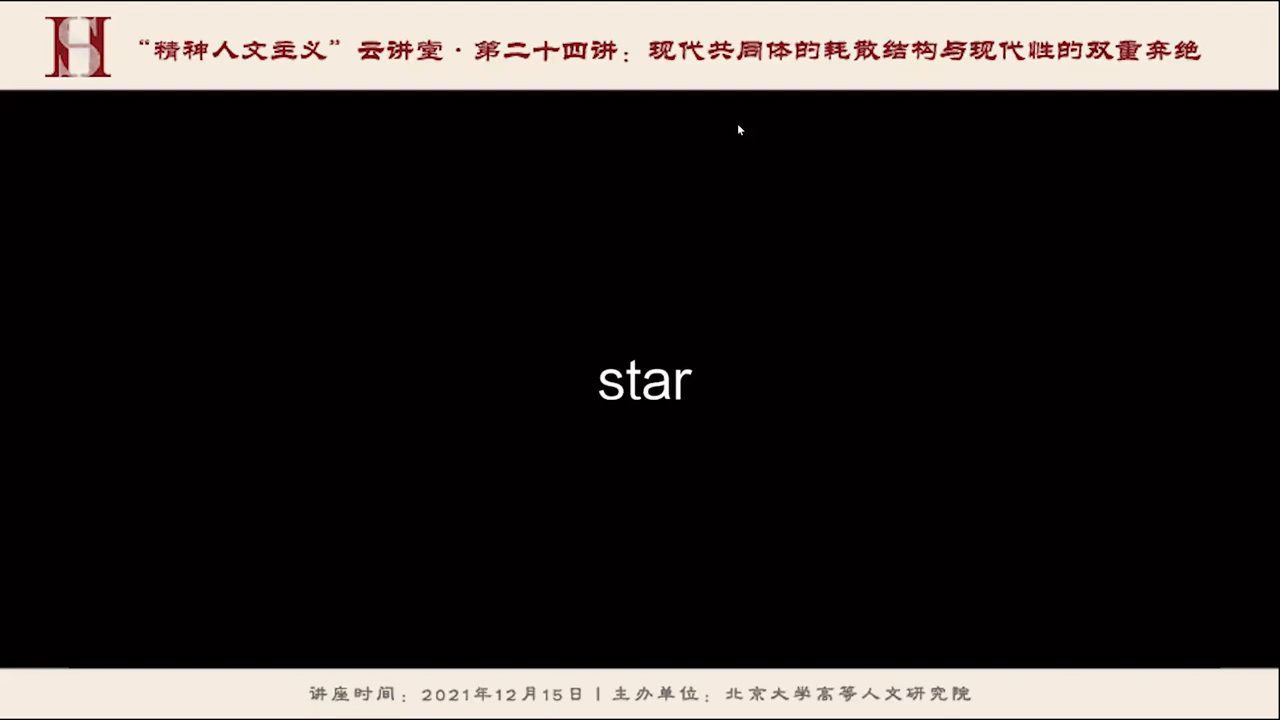 “精神人文主义”云讲堂·第二十四讲：现代共同体的耗散结构与现代性的双重弃绝
star
讲座时间：2021年12月15日丨主办单位：北京大学高等人文研究院